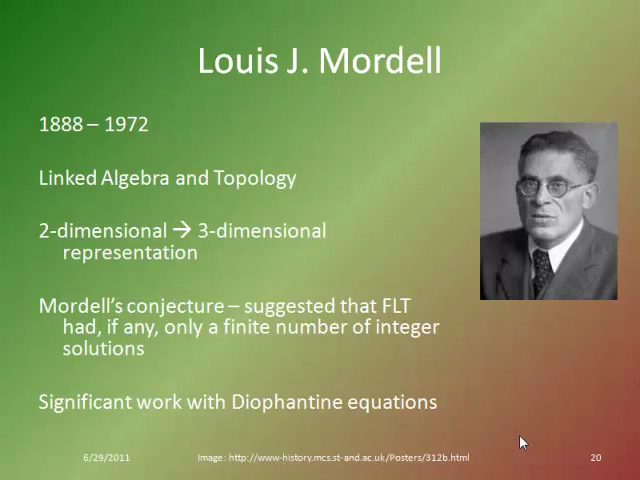 Louis J. Mordell
1888 – 1972
Linked Algebra and Topology
2-dimensional → 3-dimensional
representation
Mordell's conjecture – suggested that FLT
had, if any, only a finite number of integer
solutions
Significant work with Diophantine equations
6/29/2011
Image: http://www-history.mcs.st-and.ac.uk/Posters/312b.html
20